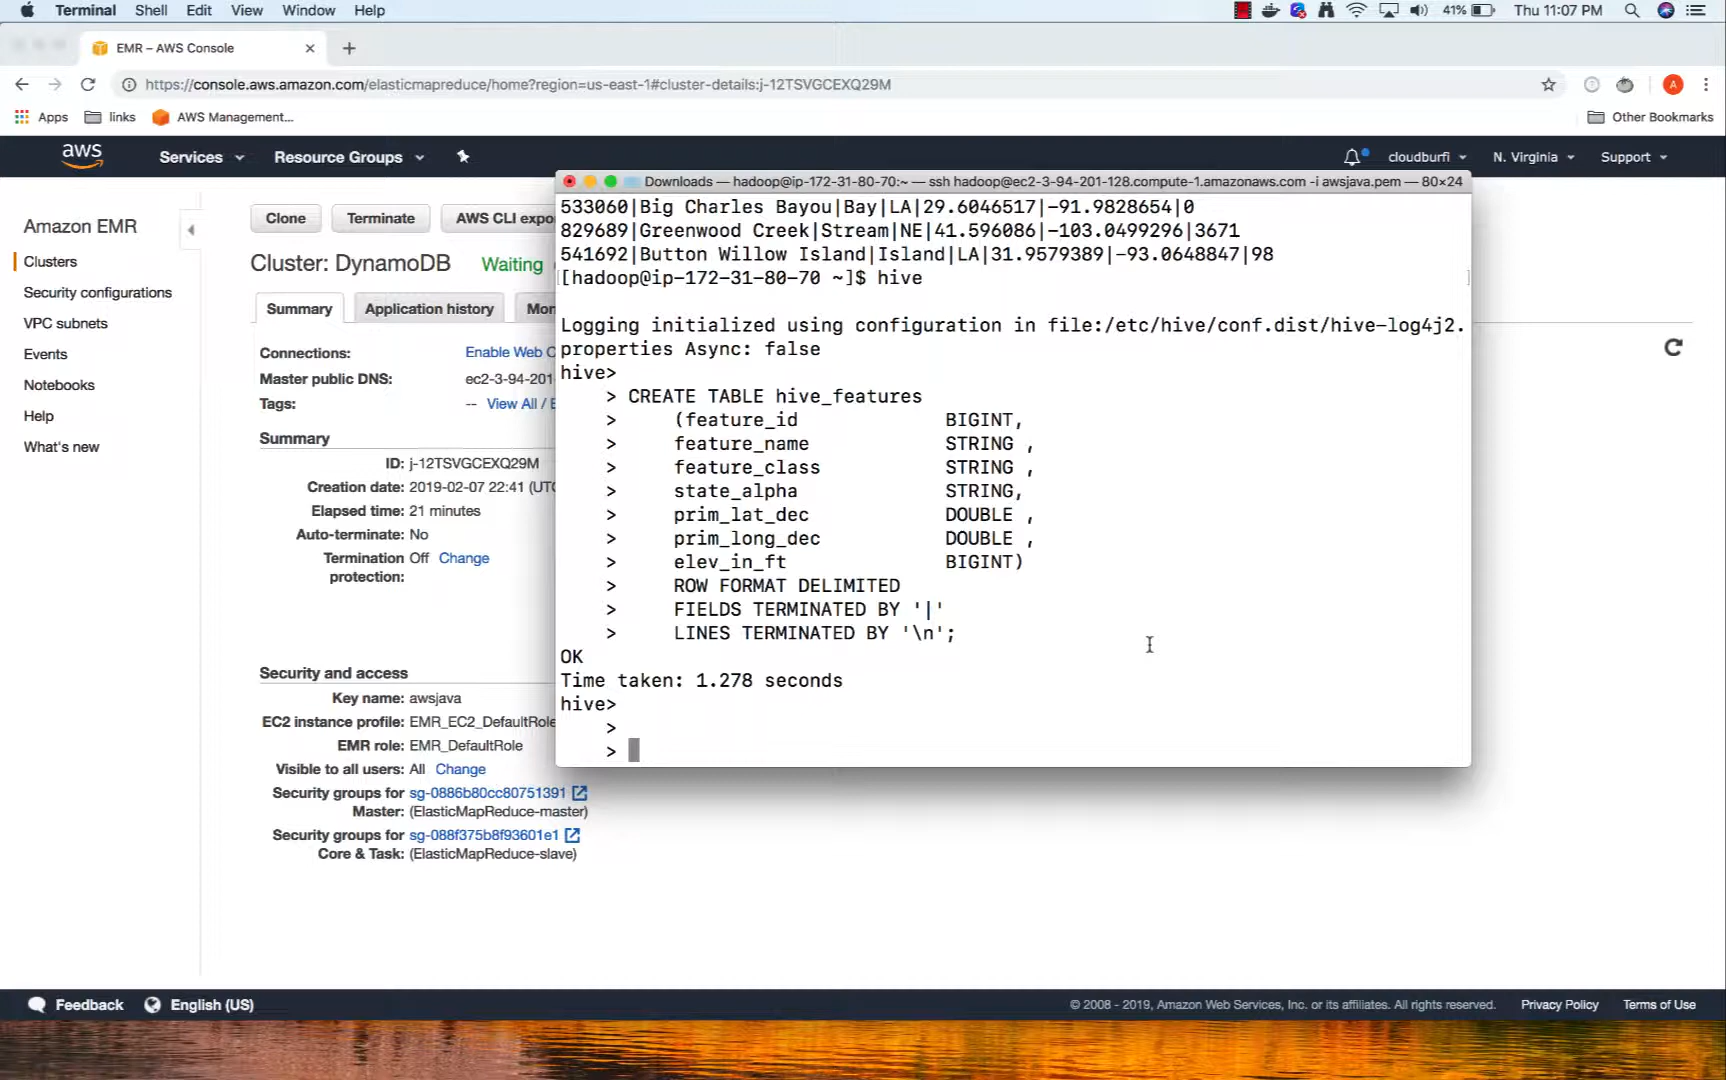 Terminal Shell Edit View Window Help 41% Thu 11:07 PM
EMR – AWS Console
https://console.aws.amazon.com/elasticmapreduce/home?region=us-east-1#cluster-details:j-12TSVGCEXQ29M A
Apps links AWS Management... Other Bookmarks
aws Services Resource Groups cloudburfi N. Virginia Support
Amazon EMR
Clusters
Security configurations
VPC subnets
Events
Notebooks
Help
What's new
Clone Terminate AWS CLI expo
Cluster: DynamoDB Waiting
Summary Application history Mon
Connections: Enable Web C
Master public DNS: ec2-3-94-201
Tags: -- View All / E
Summary
ID: j-12TSVGCEXQ29M
Creation date: 2019-02-07 22:41 (UTC
Elapsed time: 21 minutes
Auto-terminate: No
Termination Off Change
protection:
Security and access
Key name: awsjava
EC2 instance profile: EMR_EC2_DefaultRole
EMR role: EMR_DefaultRole
Visible to all users: All Change
Security groups for sg-0886b80cc80751391
Master: (ElasticMapReduce-master)
Security groups for sg-088f375b8f93601e1
Core & Task: (ElasticMapReduce-slave)
Downloads — hadoop@ip-172-31-80-70:~ — ssh hadoop@ec2-3-94-201-128.compute-1.amazonaws.com -i awsjava.pem — 80×24
533060|Big Charles Bayou|Bay|LA|29.6046517|-91.9828654|0
829689|Greenwood Creek|Stream|NE|41.596086|-103.0499296|3671
541692|Button Willow Island|Island|LA|31.9579389|-93.0648847|98
[hadoop@ip-172-31-80-70 ~]$ hive ]
Logging initialized using configuration in file:/etc/hive/conf.dist/hive-log4j2.
properties Async: false
hive>
> CREATE TABLE hive_features
> (feature_id BIGINT,
> feature_name STRING ,
> feature_class STRING ,
> state_alpha STRING,
> prim_lat_dec DOUBLE ,
> prim_long_dec DOUBLE ,
> elev_in_ft BIGINT)
> ROW FORMAT DELIMITED
> FIELDS TERMINATED BY '|'
> LINES TERMINATED BY '\n';
OK
Time taken: 1.278 seconds
hive>
>
>
Feedback English (US) © 2008 - 2019, Amazon Web Services, Inc. or its affiliates. All rights reserved. Privacy Policy Terms of Use